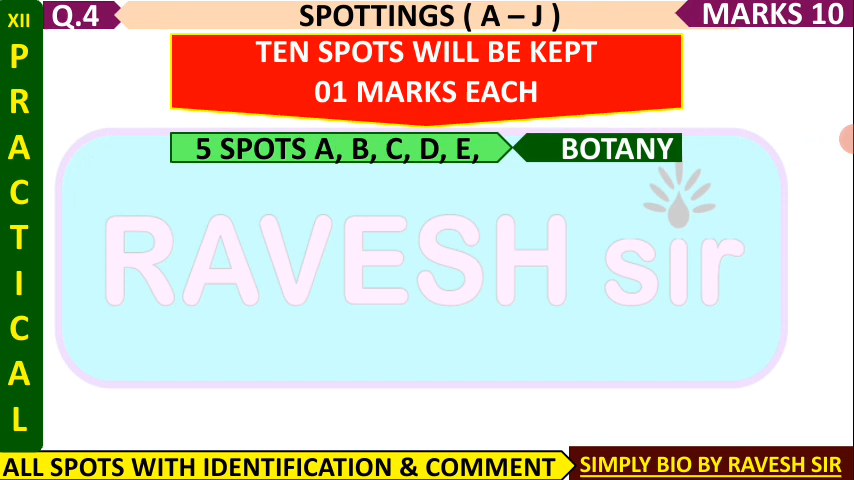 XII
PRACTICAL
Q.4
SPOTTINGS ( A – J )
MARKS 10
TEN SPOTS WILL BE KEPT
01 MARKS EACH
5 SPOTS A, B, C, D, E,
BOTANY
RAVESH sir
ALL SPOTS WITH IDENTIFICATION & COMMENT
SIMPLY BIO BY RAVESH SIR